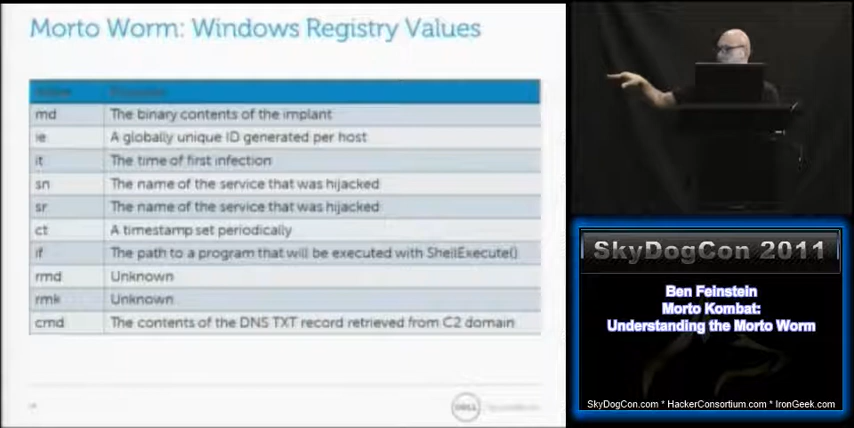 Morto Worm: Windows Registry Values
md The binary contents of the implant
ie A globally unique ID generated per host
it The time of first infection
sn The name of the service that was hijacked
sr The name of the service that was hijacked
ct A timestamp set periodically
if The path to a program that will be executed with ShellExecute()
rmd Unknown
rmk Unknown
cmd The contents of the DNS TXT record retrieved from C2 domain
DELL
SkyDogCon 2011
Ben Feinstein
Morto Kombat:
Understanding the Morto Worm
SkyDogCon.com * HackerConsortium.com * IronGeek.com